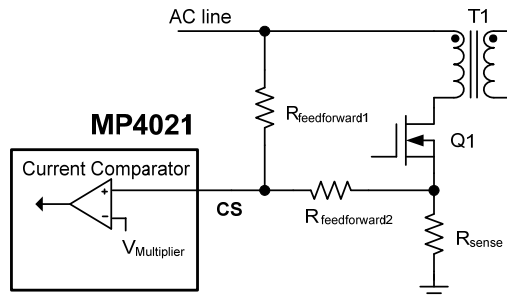 AC line
T1
Rfeedforward1
MP4021
Q1
Current Comparator
+
-
CS
VMultiplier
Rfeedforward2
Rsense